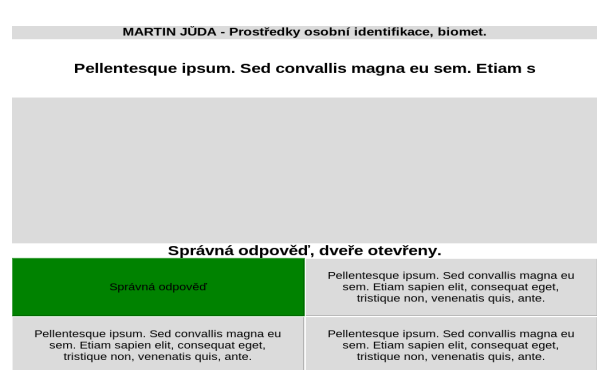 MARTIN JŮDA - Prostředky osobní identifikace, biomet.
Pellentesque ipsum. Sed convallis magna eu sem. Etiam s
Správná odpověď, dveře otevřeny.
Správná odpověď
Pellentesque ipsum. Sed convallis magna eu
sem. Etiam sapien elit, consequat eget,
tristique non, venenatis quis, ante.
Pellentesque ipsum. Sed convallis magna eu
sem. Etiam sapien elit, consequat eget,
tristique non, venenatis quis, ante.
Pellentesque ipsum. Sed convallis magna eu
sem. Etiam sapien elit, consequat eget,
tristique non, venenatis quis, ante.